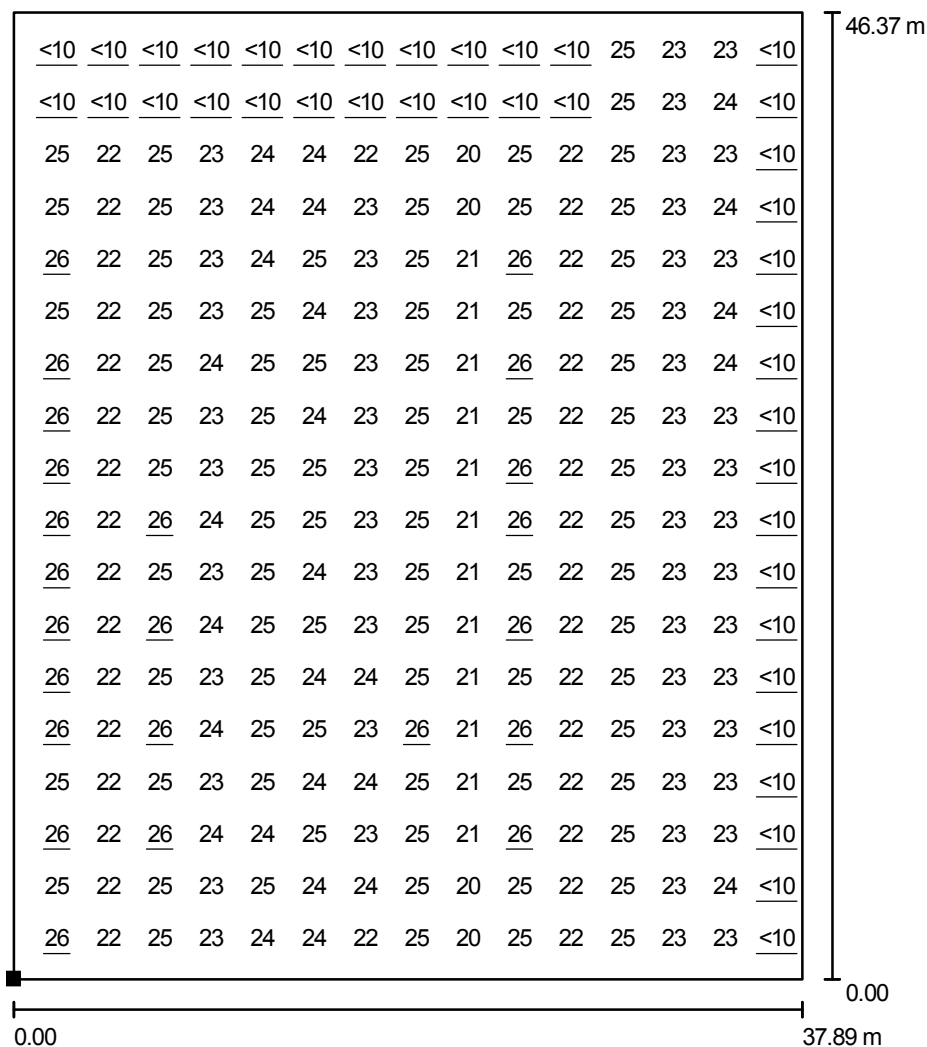 46.37 m
<10 <10 <10 <10 <10 <10 <10 <10 <10 <10 <10 25 23 23 <10
<10 <10 <10 <10 <10 <10 <10 <10 <10 <10 <10 25 23 24 <10
25 22 25 23 24 24 22 25 20 25 22 25 23 23 <10
25 22 25 23 24 24 23 25 20 25 22 25 23 24 <10
26 22 25 23 24 25 23 25 21 26 22 25 23 23 <10
25 22 25 23 25 24 23 25 21 25 22 25 23 24 <10
26 22 25 24 25 25 23 25 21 26 22 25 23 24 <10
26 22 25 23 25 24 23 25 21 25 22 25 23 23 <10
26 22 25 23 25 25 23 25 21 26 22 25 23 23 <10
26 22 26 24 25 25 23 25 21 26 22 25 23 23 <10
26 22 25 23 25 24 23 25 21 25 22 25 23 23 <10
26 22 26 24 25 25 23 25 21 26 22 25 23 23 <10
26 22 25 23 25 24 24 25 21 25 22 25 23 23 <10
26 22 26 24 25 25 23 26 21 26 22 25 23 23 <10
25 22 25 23 25 24 24 25 21 25 22 25 23 23 <10
26 22 26 24 24 25 23 25 21 26 22 25 23 23 <10
25 22 25 23 25 24 24 25 20 25 22 25 23 24 <10
26 22 25 23 24 24 22 25 20 25 22 25 23 23 <10
0.00
0.00 37.89 m